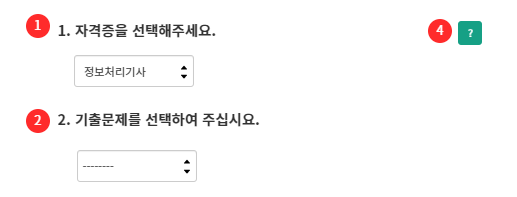 1 1. 자격증을 선택해주세요. 4 ?
정보처리기사
2 2. 기출문제를 선택하여 주십시요.
--------